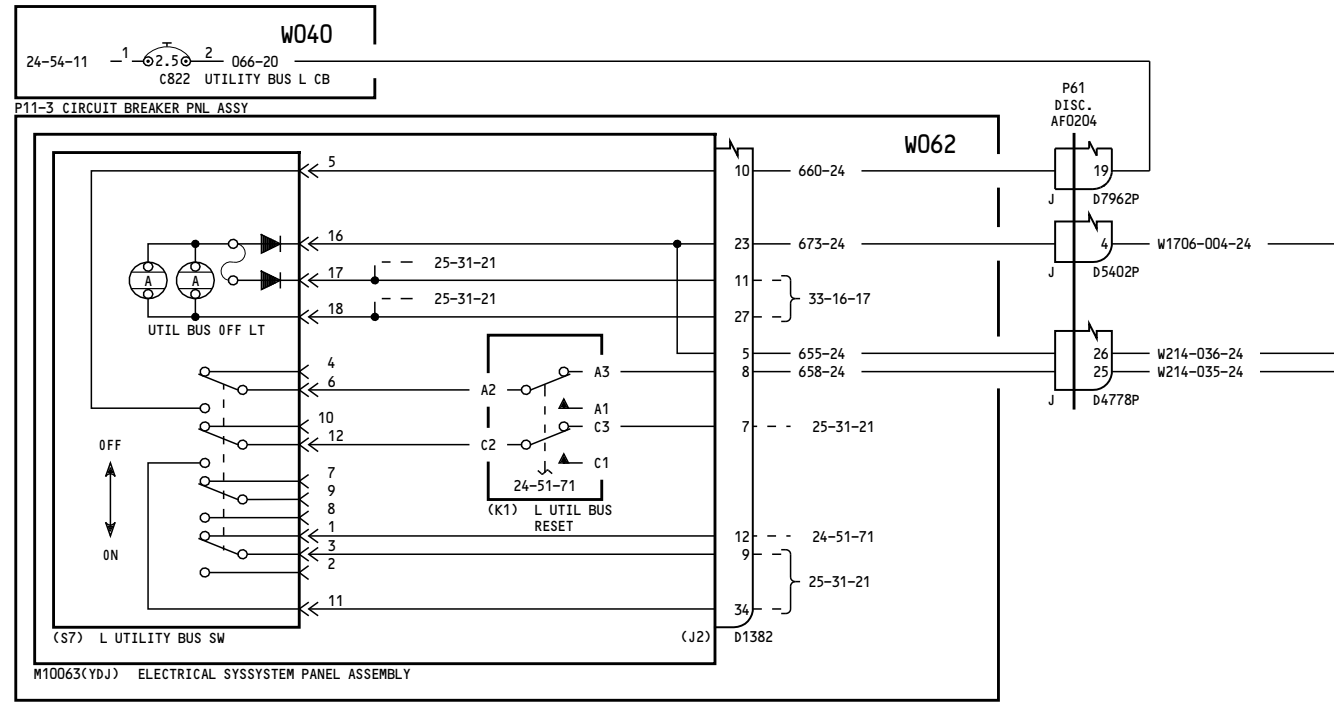 W040
24-54-11 1 2.5 2 066-20
C822 UTILITY BUS L CB
P11-3 CIRCUIT BREAKER PNL ASSY
P61
DISC.
AF0204
W062
5 10 660-24 19
J D7962P
16 23 673-24 4 W1706-004-24
J D5402P
17 25-31-21 11
33-16-17
A A
18 25-31-21 27
UTIL BUS OFF LT
4 5 655-24 26 W214-036-24
6 A2 A3 8 658-24 25 W214-035-24
J D4778P
A1
10 C3 7 25-31-21
12 C2
C1
OFF
ON
7
9
8
24-51-71
(K1) L UTIL BUS
RESET
1 12 24-51-71
3 9
2
25-31-21
11 34
(S7) L UTILITY BUS SW
(J2) D1382
M10063(YDJ) ELECTRICAL SYSSYSTEM PANEL ASSEMBLY